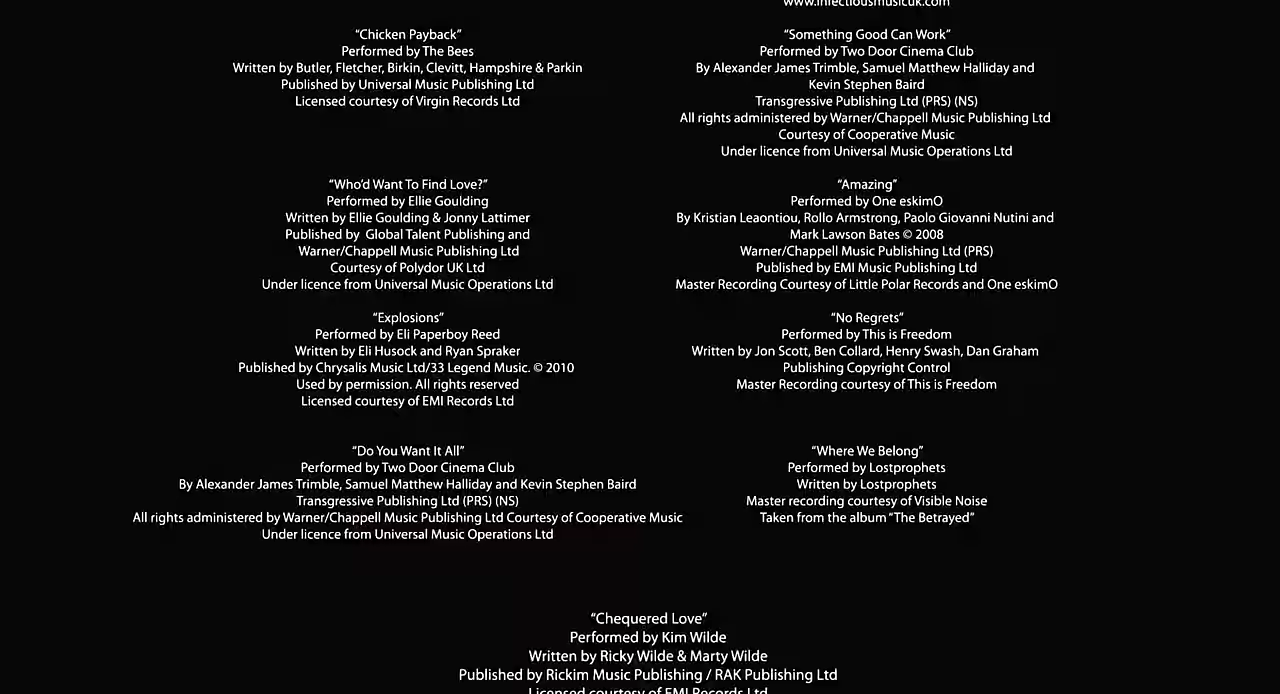 www.infectiousmusicuk.com
“Chicken Payback”
Performed by The Bees
Written by Butler, Fletcher, Birkin, Clevitt, Hampshire & Parkin
Published by Universal Music Publishing Ltd
Licensed courtesy of Virgin Records Ltd
“Something Good Can Work”
Performed by Two Door Cinema Club
By Alexander James Trimble, Samuel Matthew Halliday and
Kevin Stephen Baird
Transgressive Publishing Ltd (PRS) (NS)
All rights administered by Warner/Chappell Music Publishing Ltd
Courtesy of Cooperative Music
Under licence from Universal Music Operations Ltd
“Who’d Want To Find Love?”
Performed by Ellie Goulding
Written by Ellie Goulding & Jonny Lattimer
Published by Global Talent Publishing and
Warner/Chappell Music Publishing Ltd
Courtesy of Polydor UK Ltd
Under licence from Universal Music Operations Ltd
“Amazing”
Performed by One eskimO
By Kristian Leaontiou, Rollo Armstrong, Paolo Giovanni Nutini and
Mark Lawson Bates © 2008
Warner/Chappell Music Publishing Ltd (PRS)
Published by EMI Music Publishing Ltd
Master Recording Courtesy of Little Polar Records and One eskimO
“Explosions”
Performed by Eli Paperboy Reed
Written by Eli Husock and Ryan Spraker
Published by Chrysalis Music Ltd/33 Legend Music. © 2010
Used by permission. All rights reserved
Licensed courtesy of EMI Records Ltd
“No Regrets”
Performed by This is Freedom
Written by Jon Scott, Ben Collard, Henry Swash, Dan Graham
Publishing Copyright Control
Master Recording courtesy of This is Freedom
“Do You Want It All”
Performed by Two Door Cinema Club
By Alexander James Trimble, Samuel Matthew Halliday and Kevin Stephen Baird
Transgressive Publishing Ltd (PRS) (NS)
All rights administered by Warner/Chappell Music Publishing Ltd Courtesy of Cooperative Music
Under licence from Universal Music Operations Ltd
“Where We Belong”
Performed by Lostprophets
Written by Lostprophets
Master recording courtesy of Visible Noise
Taken from the album “The Betrayed”
“Chequered Love”
Performed by Kim Wilde
Written by Ricky Wilde & Marty Wilde
Published by Rickim Music Publishing / RAK Publishing Ltd
Licensed courtesy of EMI Records Ltd